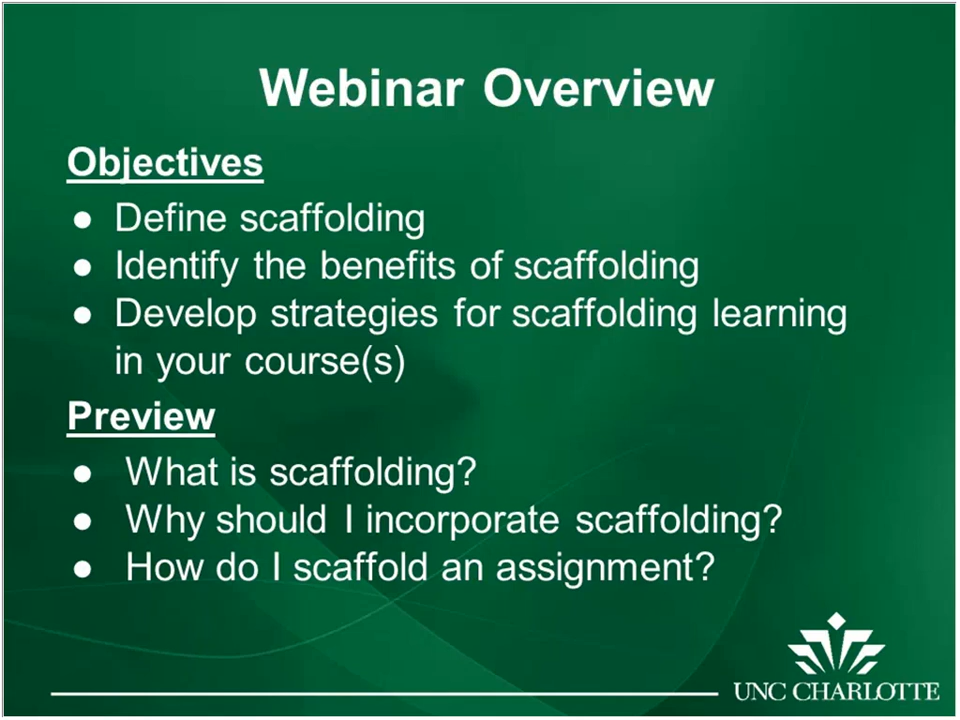 Webinar Overview
Objectives
● Define scaffolding
● Identify the benefits of scaffolding
● Develop strategies for scaffolding learning
in your course(s)
Preview
● What is scaffolding?
● Why should I incorporate scaffolding?
● How do I scaffold an assignment?
UNC CHARLOTTE